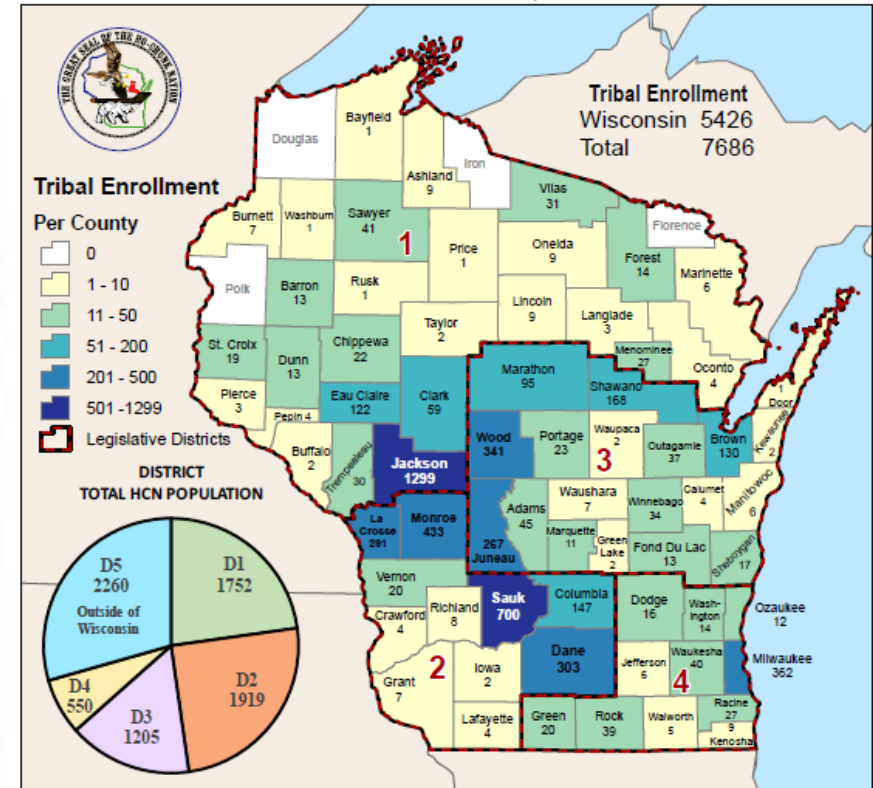 THE GREAT SEAL OF THE HO-CHUNK NATION
Tribal Enrollment
Wisconsin 5426
Total 7686
Tribal Enrollment
Per County
0
1 - 10
11 - 50
51 - 200
201 - 500
501 -1299
Legislative Districts
DISTRICT
TOTAL HCN POPULATION
D5
2260
Outside of
Wisconsin
D1
1752
D4
550
D3
1205
D2
1919
Douglas
Bayfield
1
Ashland
9
Iron
Vilas
31
Florence
Burnett
7
Washburn
1
Sawyer
41
1
Price
1
Oneida
9
Forest
14
Marinette
6
Polk
Barron
13
Rusk
1
Lincoln
9
Langlade
3
Taylor
2
St. Croix
19
Dunn
13
Chippewa
22
Menominee
27
Oconto
4
Pierce
3
Pepin 4
Eau Claire
122
Clark
59
Marathon
95
Shawano
168
1
Door
Buffalo
2
Trempealeau
30
Jackson
1299
Wood
341
Portage
23
Waupaca
2
3
Outagamie
37
Brown
130
Kewaunee
2
La
Crosse
291
Monroe
433
267
Juneau
Adams
45
Waushara
7
Winnebago
34
Calumet
4
Manitowoc
6
Marquette
11
Green
Lake
2
Fond Du Lac
13
Sheboygan
17
Vernon
20
Crawford
4
Richland
8
Sauk
700
Columbia
147
Dodge
16
Wash-
ington
14
Ozaukee
12
2
Grant
7
Iowa
2
Dane
303
Jefferson
6
Waukesha
40
4
Milwaukee
362
Lafayette
4
Green
20
Rock
39
Walworth
5
Racine
27
9
Kenosha